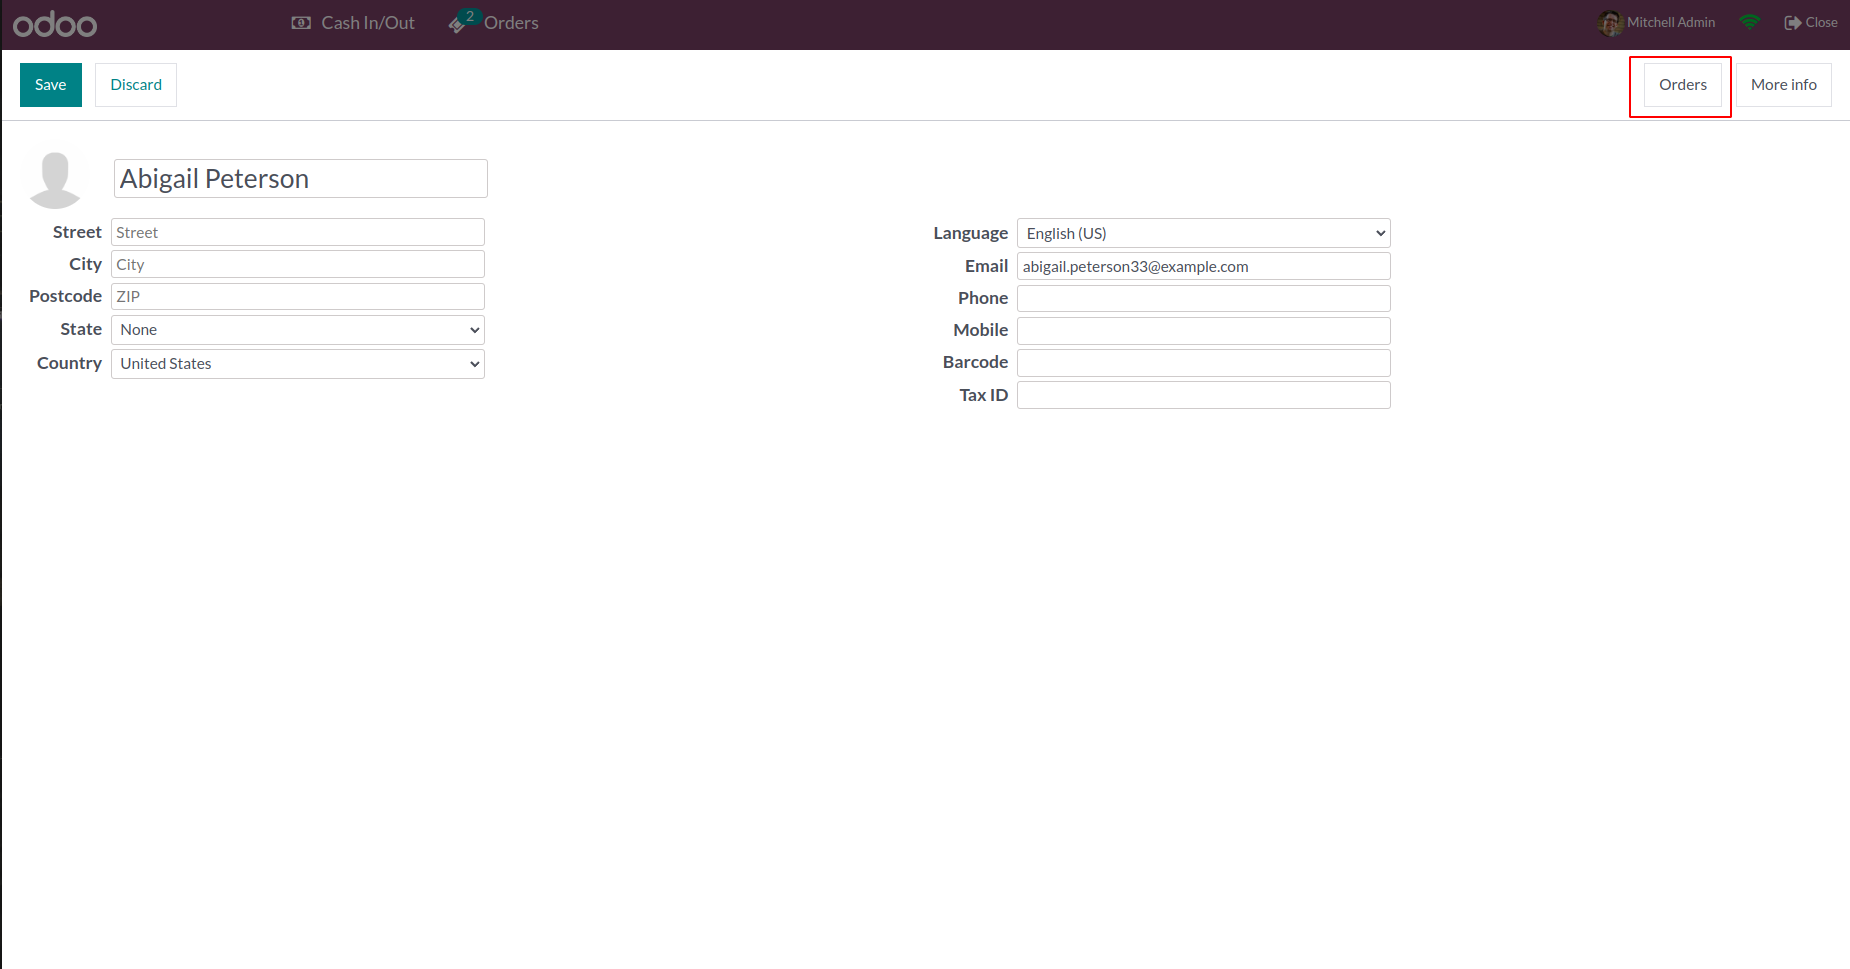 odoo Cash In/Out 2 Orders Mitchell Admin Close
Save Discard Orders More info
Abigail Peterson
Street Street
City City
Postcode ZIP
State None
Country United States
Language English (US)
Email abigail.peterson33@example.com
Phone
Mobile
Barcode
Tax ID